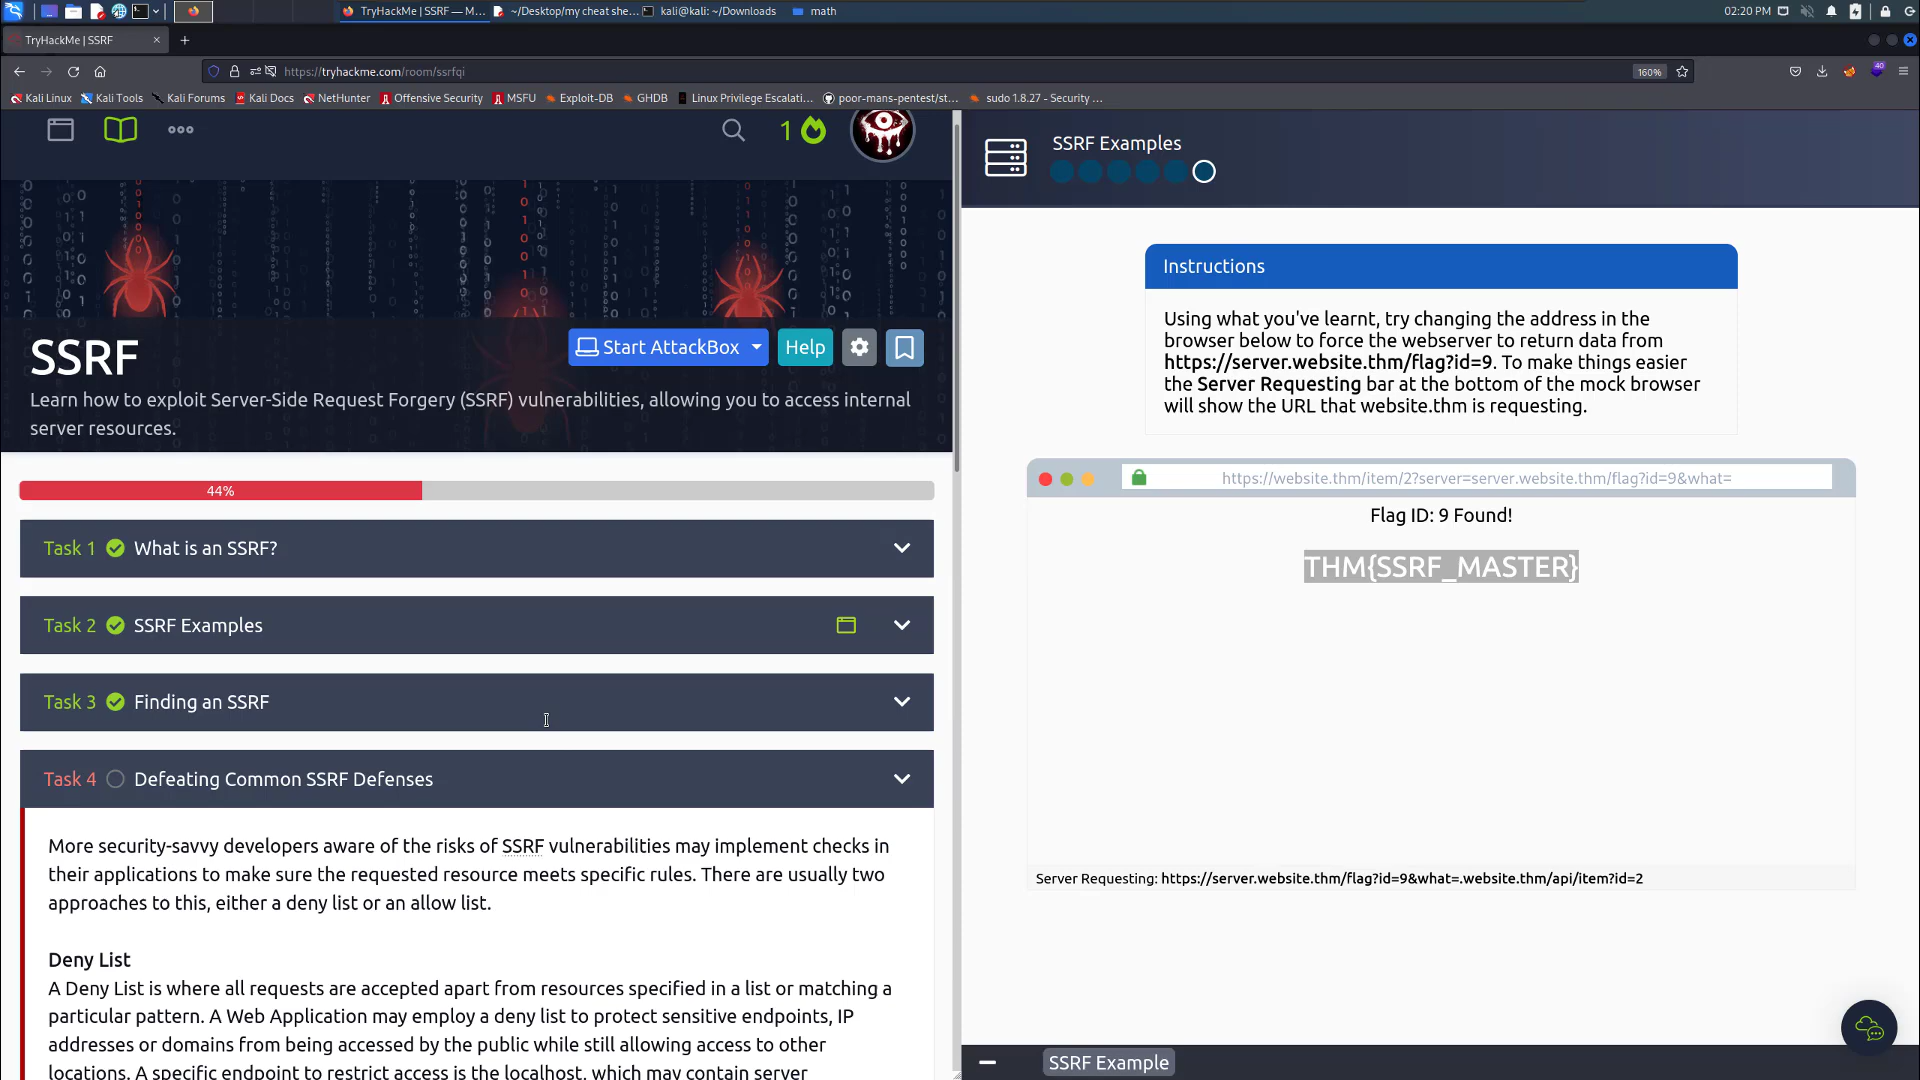 TryHackMe | SSRF — M...
~/Desktop/my cheat she...
kali@kali: ~/Downloads
math
02:20 PM
TryHackMe | SSRF
https://tryhackme.com/room/ssrfqi
160%
40
Kali Linux
Kali Tools
Kali Forums
Kali Docs
NetHunter
Offensive Security
MSFU
Exploit-DB
GHDB
Linux Privilege Escalati...
poor-mans-pentest/st...
sudo 1.8.27 - Security ...
1
SSRF
Start AttackBox
Help
Learn how to exploit Server-Side Request Forgery (SSRF) vulnerabilities, allowing you to access internal
server resources.
44%
Task 1 What is an SSRF?
Task 2 SSRF Examples
Task 3 Finding an SSRF
Task 4 Defeating Common SSRF Defenses
More security-savvy developers aware of the risks of SSRF vulnerabilities may implement checks in
their applications to make sure the requested resource meets specific rules. There are usually two
approaches to this, either a deny list or an allow list.
Deny List
A Deny List is where all requests are accepted apart from resources specified in a list or matching a
particular pattern. A Web Application may employ a deny list to protect sensitive endpoints, IP
addresses or domains from being accessed by the public while still allowing access to other
locations. A specific endpoint to restrict access is the localhost, which may contain server
SSRF Examples
Instructions
Using what you've learnt, try changing the address in the
browser below to force the webserver to return data from
https://server.website.thm/flag?id=9. To make things easier
the Server Requesting bar at the bottom of the mock browser
will show the URL that website.thm is requesting.
https://website.thm/item/2?server=server.website.thm/flag?id=9&what=
Flag ID: 9 Found!
THM{SSRF_MASTER}
Server Requesting: https://server.website.thm/flag?id=9&what=.website.thm/api/item?id=2
SSRF Example